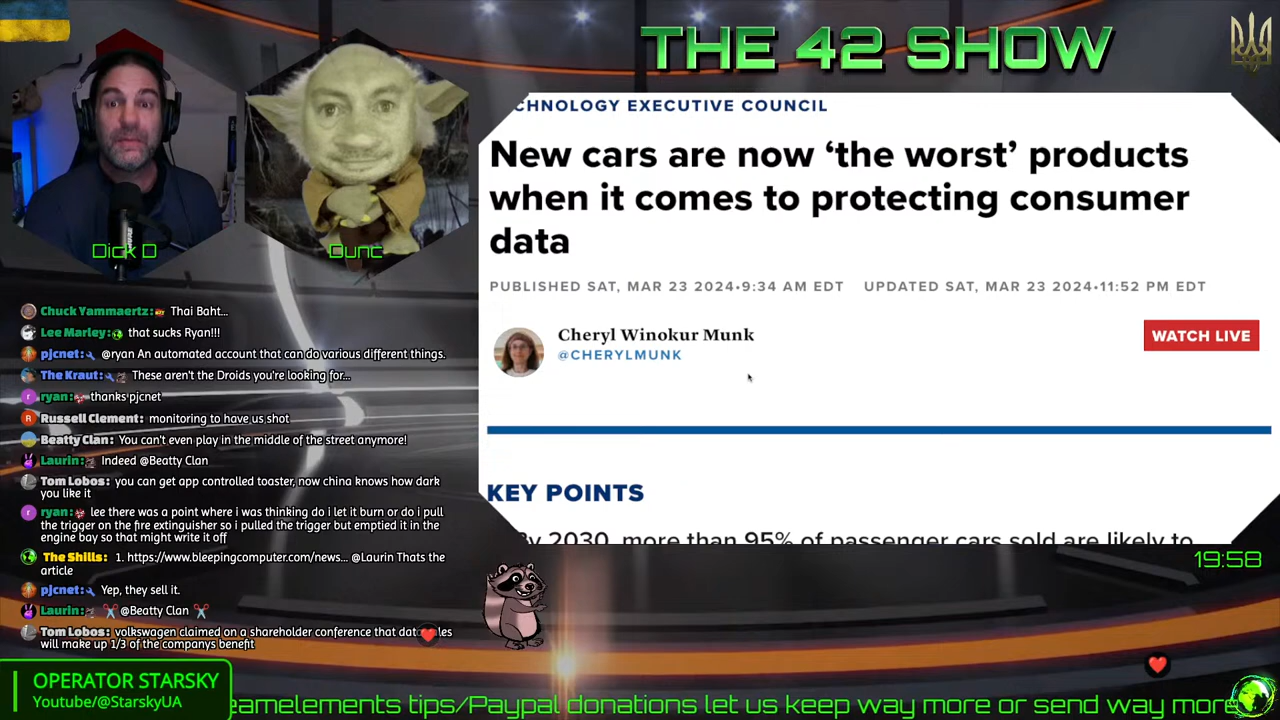 THE 42 SHOW
CHNOLOGY EXECUTIVE COUNCIL
New cars are now ‘the worst’ products
when it comes to protecting consumer
data
PUBLISHED SAT, MAR 23 2024•9:34 AM EDT UPDATED SAT, MAR 23 2024•11:52 PM EDT
Cheryl Winokur Munk
@CHERYLMUNK
WATCH LIVE
KEY POINTS
By 2030, more than 95% of passenger cars sold are likely to
Dick D
Dunc
Chuck Yammaertz: Thai Baht...
Lee Marley: that sucks Ryan!!!
pjcnet: @ryan An automated account that can do various different things.
The Kraut: These aren't the Droids you're looking for...
ryan: thanks pjcnet
Russell Clement: monitoring to have us shot
Beatty Clan: You can't even play in the middle of the street anymore!
Laurin: Indeed @Beatty Clan
Tom Lobos: you can get app controlled toaster, now china knows how dark
you like it
ryan: lee there was a point where i was thinking do i let it burn or do i pull
the trigger on the fire extinguisher so i pulled the trigger but emptied it in the
engine bay so that might write it off
The Shills: 1. https://www.bleepingcomputer.com/news... @Laurin Thats the
article
pjcnet: Yep, they sell it.
Laurin: @Beatty Clan
Tom Lobos: volkswagen claimed on a shareholder conference that data les
will make up 1/3 of the companys benefit
19:58
OPERATOR STARSKY
Youtube/@StarskyUA
eamelements tips/Paypal donations let us keep way more or send way more